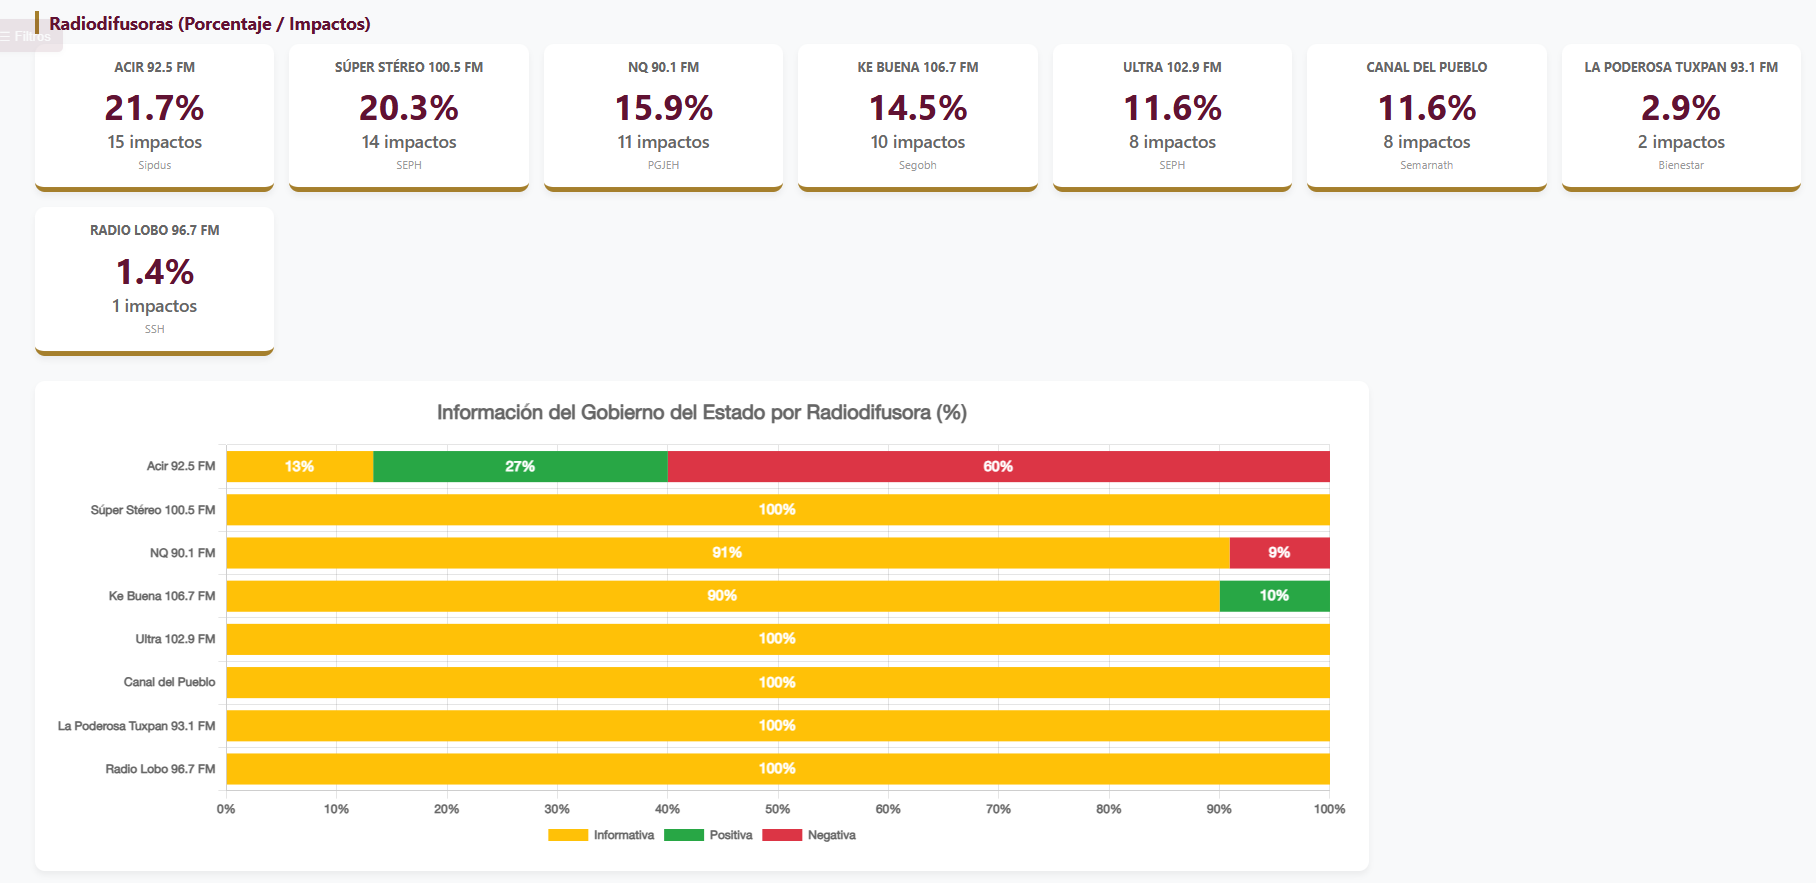 Radiodifusoras (Porcentaje / Impactos)
☰ Filtros
ACIR 92.5 FM
21.7%
15 impactos
Sipdus
SÚPER STÉREO 100.5 FM
20.3%
14 impactos
SEPH
NQ 90.1 FM
15.9%
11 impactos
PGJEH
KE BUENA 106.7 FM
14.5%
10 impactos
Segobh
ULTRA 102.9 FM
11.6%
8 impactos
SEPH
CANAL DEL PUEBLO
11.6%
8 impactos
Semarnath
LA PODEROSA TUXPAN 93.1 FM
2.9%
2 impactos
Bienestar
RADIO LOBO 96.7 FM
1.4%
1 impactos
SSH
Información del Gobierno del Estado por Radiodifusora (%)
Acir 92.5 FM 13% 27% 60%
Súper Stéreo 100.5 FM 100%
NQ 90.1 FM 91% 9%
Ke Buena 106.7 FM 90% 10%
Ultra 102.9 FM 100%
Canal del Pueblo 100%
La Poderosa Tuxpan 93.1 FM 100%
Radio Lobo 96.7 FM 100%
0% 10% 20% 30% 40% 50% 60% 70% 80% 90% 100%
Informativa Positiva Negativa